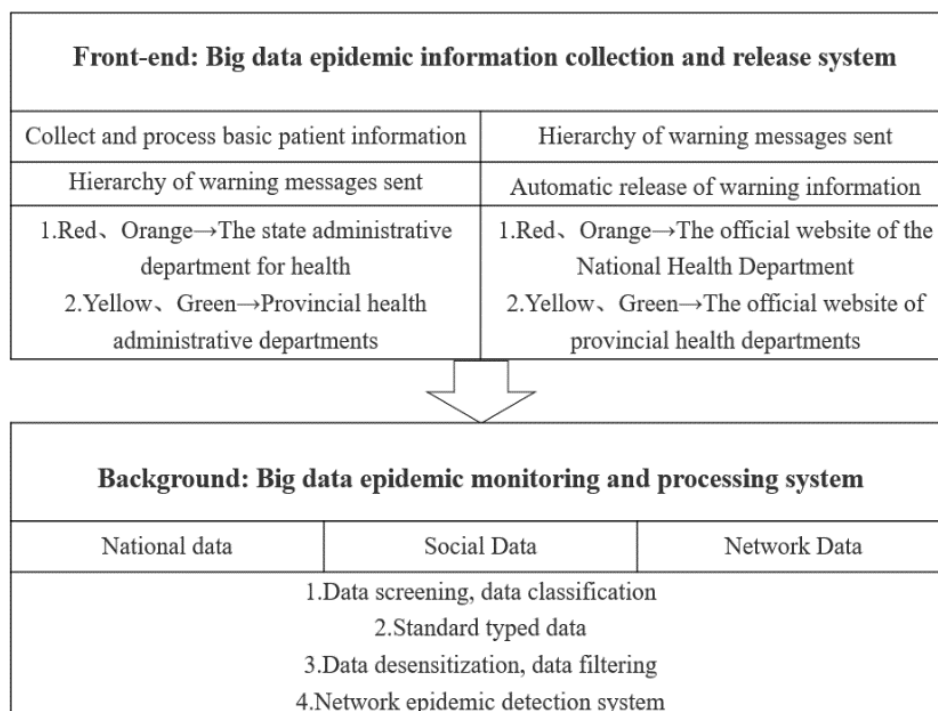 Front-end: Big data epidemic information collection and release system
Collect and process basic patient information
Hierarchy of warning messages sent
Hierarchy of warning messages sent
Automatic release of warning information
1.Red、Orange→The state administrative
department for health
2.Yellow、Green→Provincial health
administrative departments
1.Red、Orange→The official website of the
National Health Department
2.Yellow、Green→The official website of
provincial health departments
Background: Big data epidemic monitoring and processing system
National data
Social Data
Network Data
1.Data screening, data classification
2.Standard typed data
3.Data desensitization, data filtering
4.Network epidemic detection system